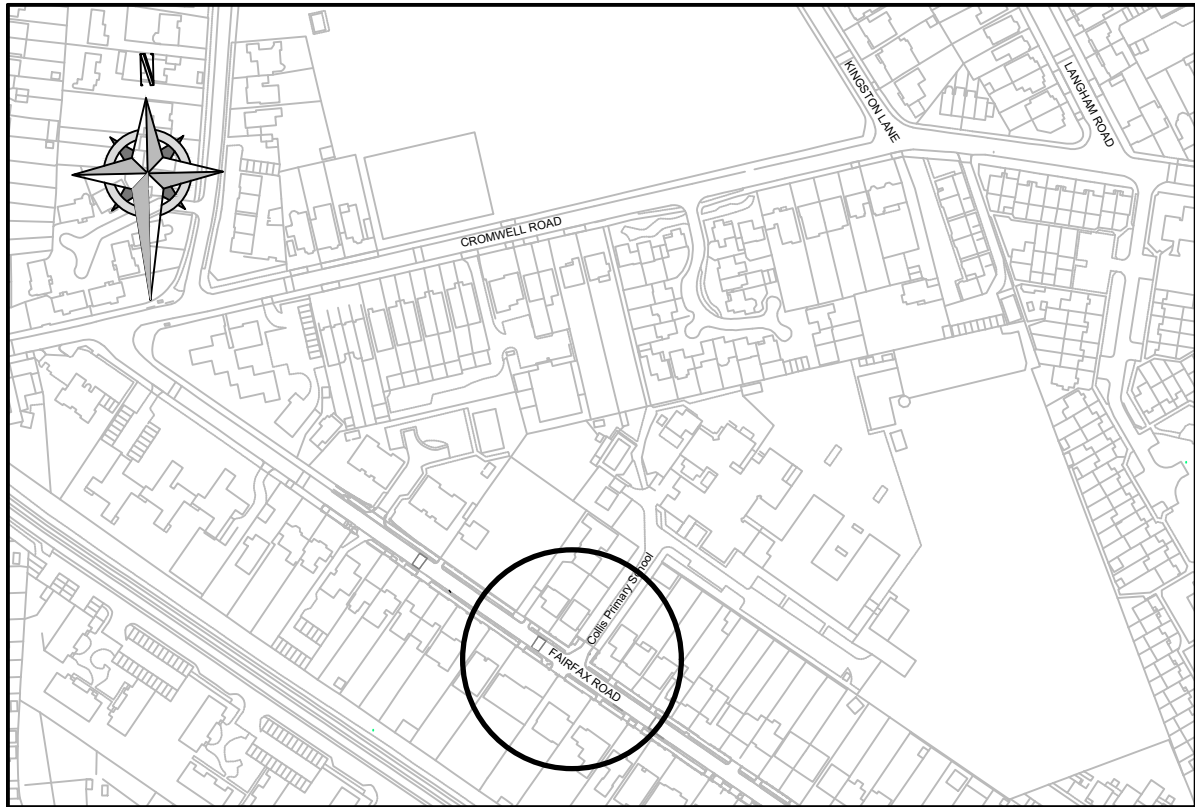 N
KINGSTON LANE
LANGHAM ROAD
CROMWELL ROAD
Collis Primary School
FAIRFAX ROAD